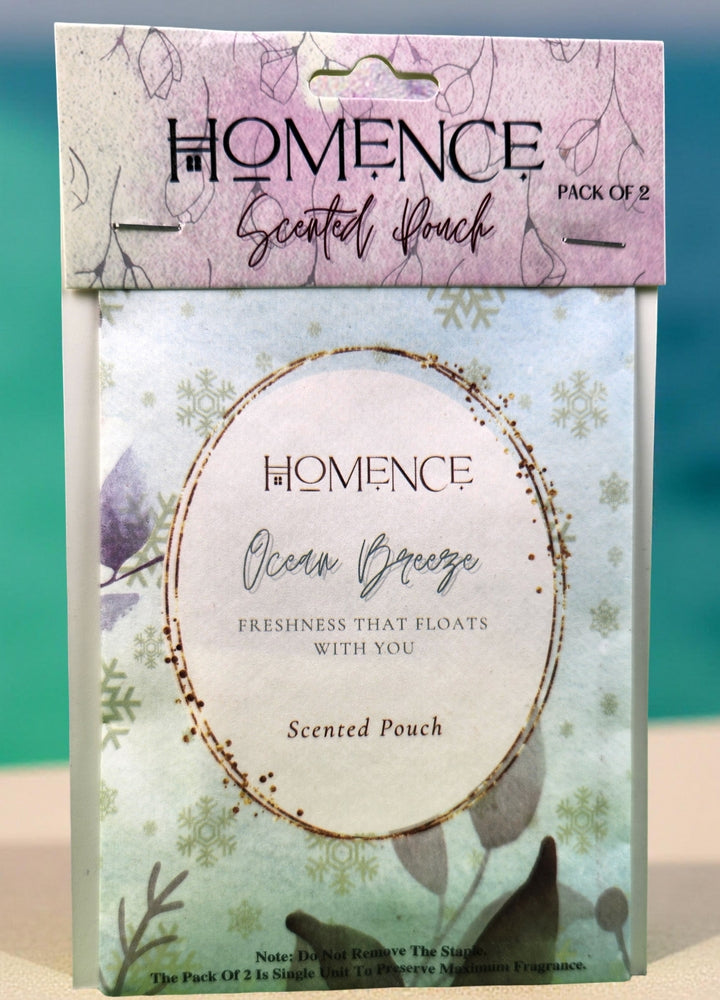 HOMENCE
PACK OF 2
Scented Pouch
HOMENCE
Ocean Breeze
FRESHNESS THAT FLOATS
WITH YOU
Scented Pouch
Note: Do Not Remove The Staple.
The Pack Of 2 Is Single Unit To Preserve Maximum Fragrance.